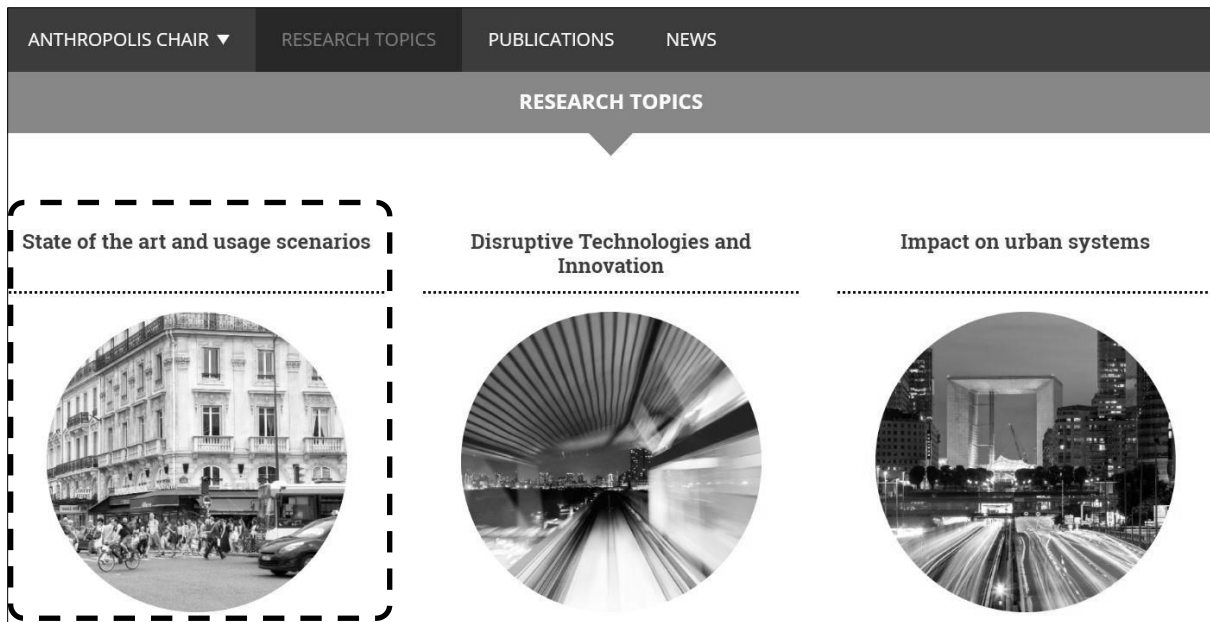 ANTHROPOLIS CHAIR ▼ RESEARCH TOPICS PUBLICATIONS NEWS
RESEARCH TOPICS
State of the art and usage scenarios
Disruptive Technologies and
Innovation
Impact on urban systems